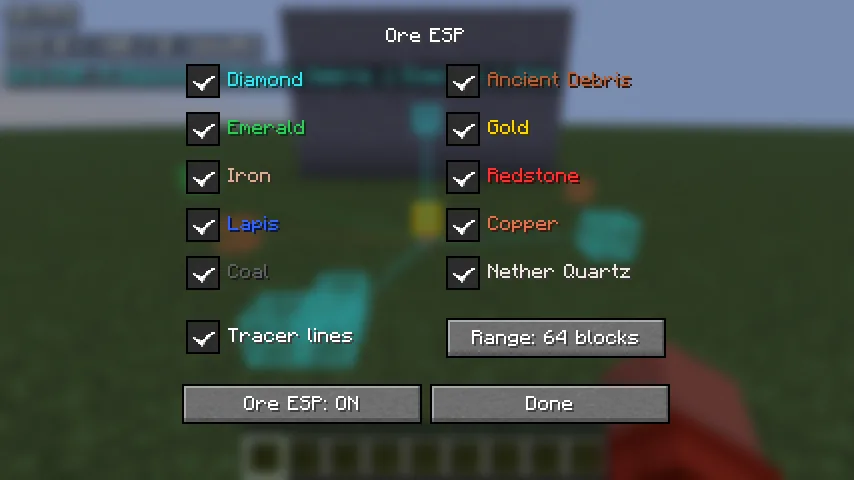 Ore ESP
Diamond
Ancient Debris
Emerald
Gold
Iron
Redstone
Lapis
Copper
Coal
Nether Quartz
Tracer lines
Range: 64 blocks
Ore ESP: ON
Done